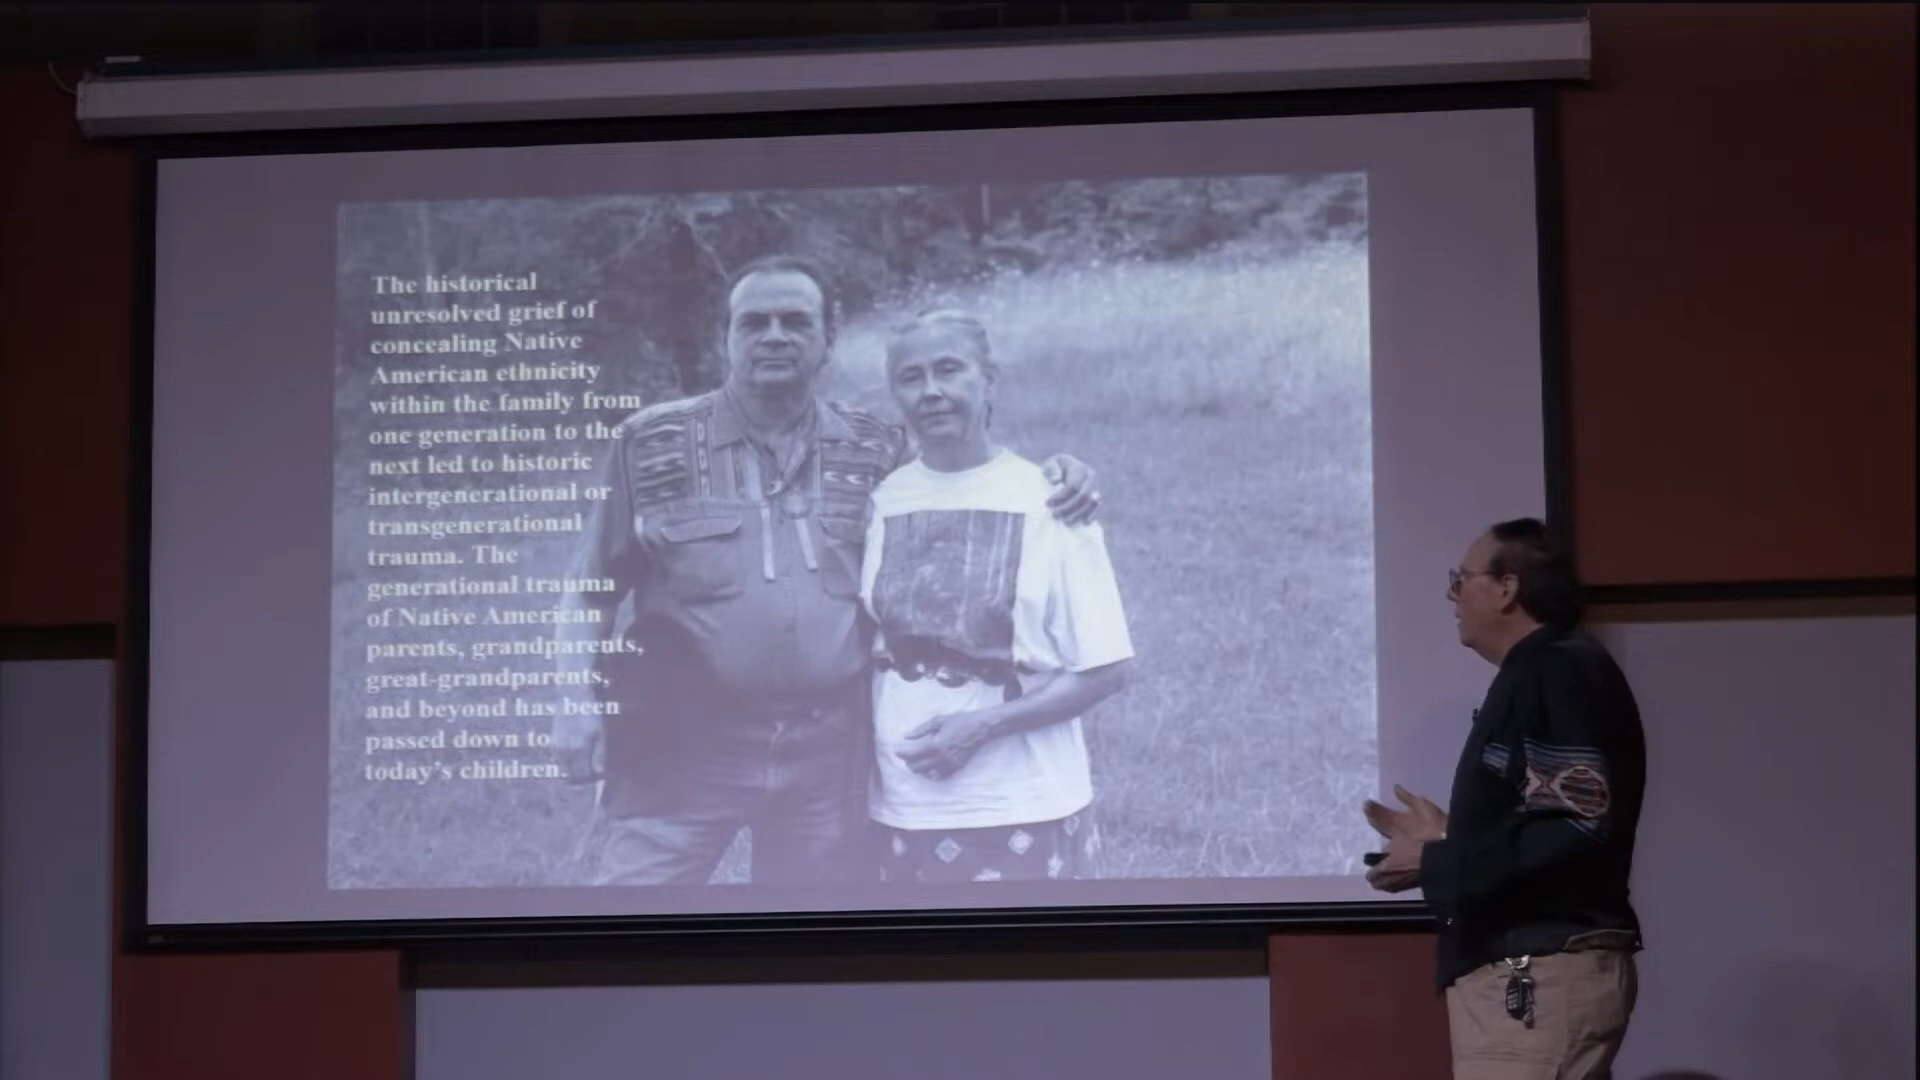 The historical
unresolved grief of
concealing Native
American ethnicity
within the family from
one generation to the
next led to historic
intergenerational or
transgenerational
trauma. The
generational trauma
of Native American
parents, grandparents,
great-grandparents,
and beyond has been
passed down to
today's children.